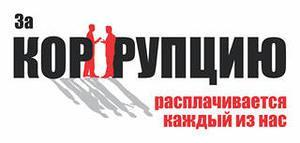 За
КОРРУПЦИЮ
расплачивается
каждый из нас